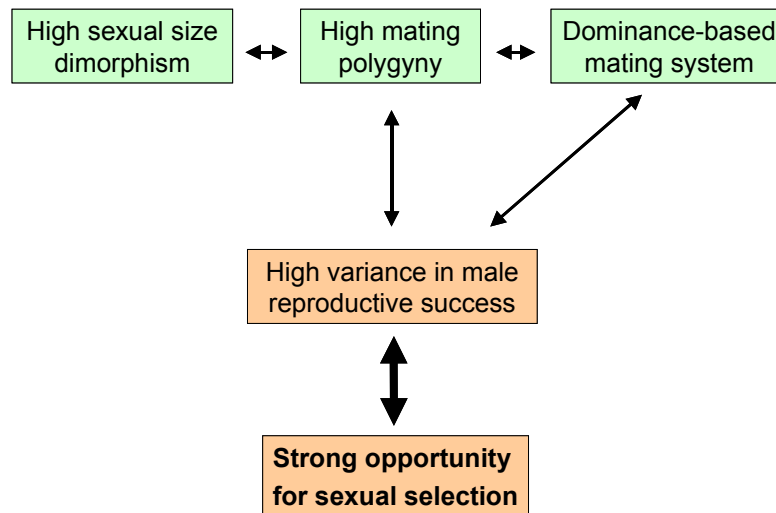 High sexual size
dimorphism
High mating
polygyny
Dominance-based
mating system
High variance in male
reproductive success
Strong opportunity
for sexual selection